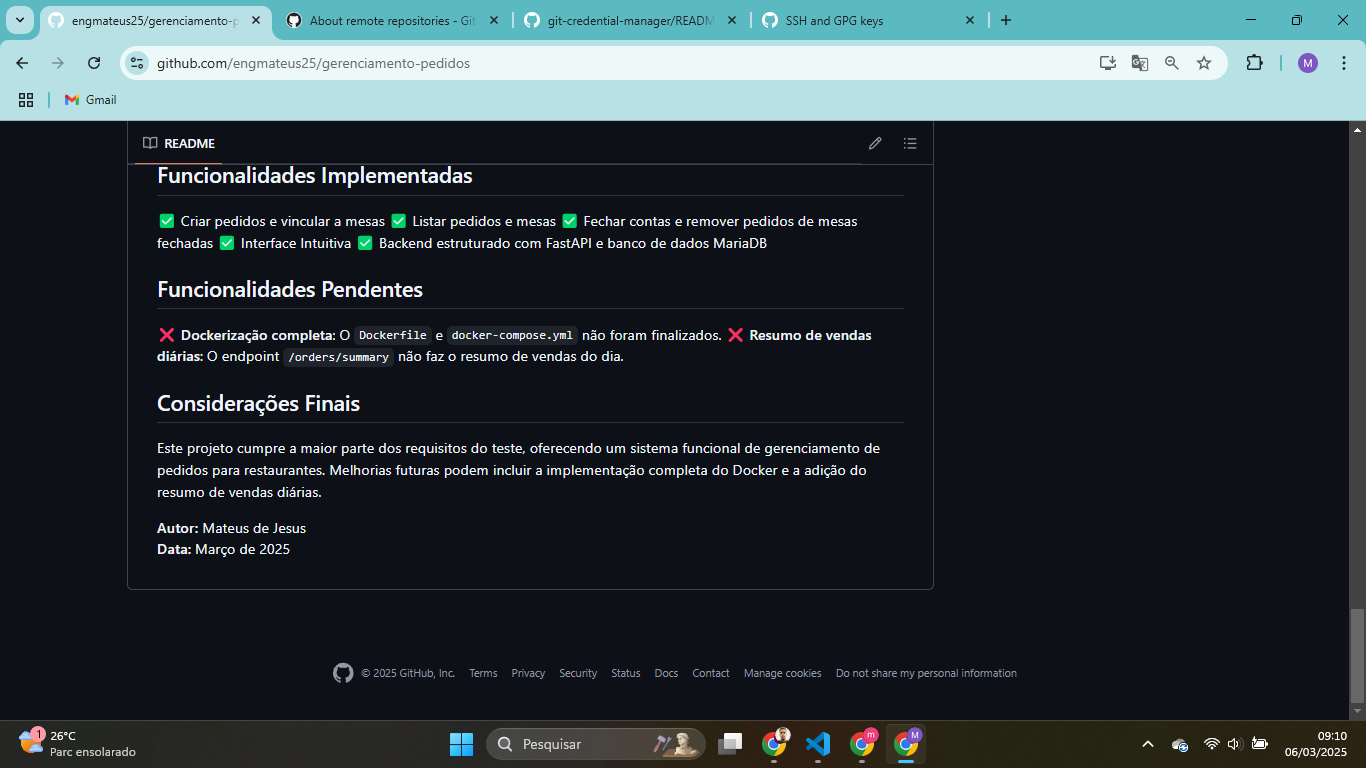 engmateus25/gerenciamento-p
About remote repositories - Git
git-credential-manager/READM
SSH and GPG keys
github.com/engmateus25/gerenciamento-pedidos
M
Gmail
README
Funcionalidades Implementadas
✅ Criar pedidos e vincular a mesas ✅ Listar pedidos e mesas ✅ Fechar contas e remover pedidos de mesas
fechadas ✅ Interface Intuitiva ✅ Backend estruturado com FastAPI e banco de dados MariaDB
Funcionalidades Pendentes
❌ Dockerização completa: O Dockerfile e docker-compose.yml não foram finalizados. ❌ Resumo de vendas
diárias: O endpoint /orders/summary não faz o resumo de vendas do dia.
Considerações Finais
Este projeto cumpre a maior parte dos requisitos do teste, oferecendo um sistema funcional de gerenciamento de
pedidos para restaurantes. Melhorias futuras podem incluir a implementação completa do Docker e a adição do
resumo de vendas diárias.
Autor: Mateus de Jesus
Data: Março de 2025
© 2025 GitHub, Inc. Terms Privacy Security Status Docs Contact Manage cookies Do not share my personal information
1
26°C
Parc ensolarado
Pesquisar
m
M
09:10
06/03/2025